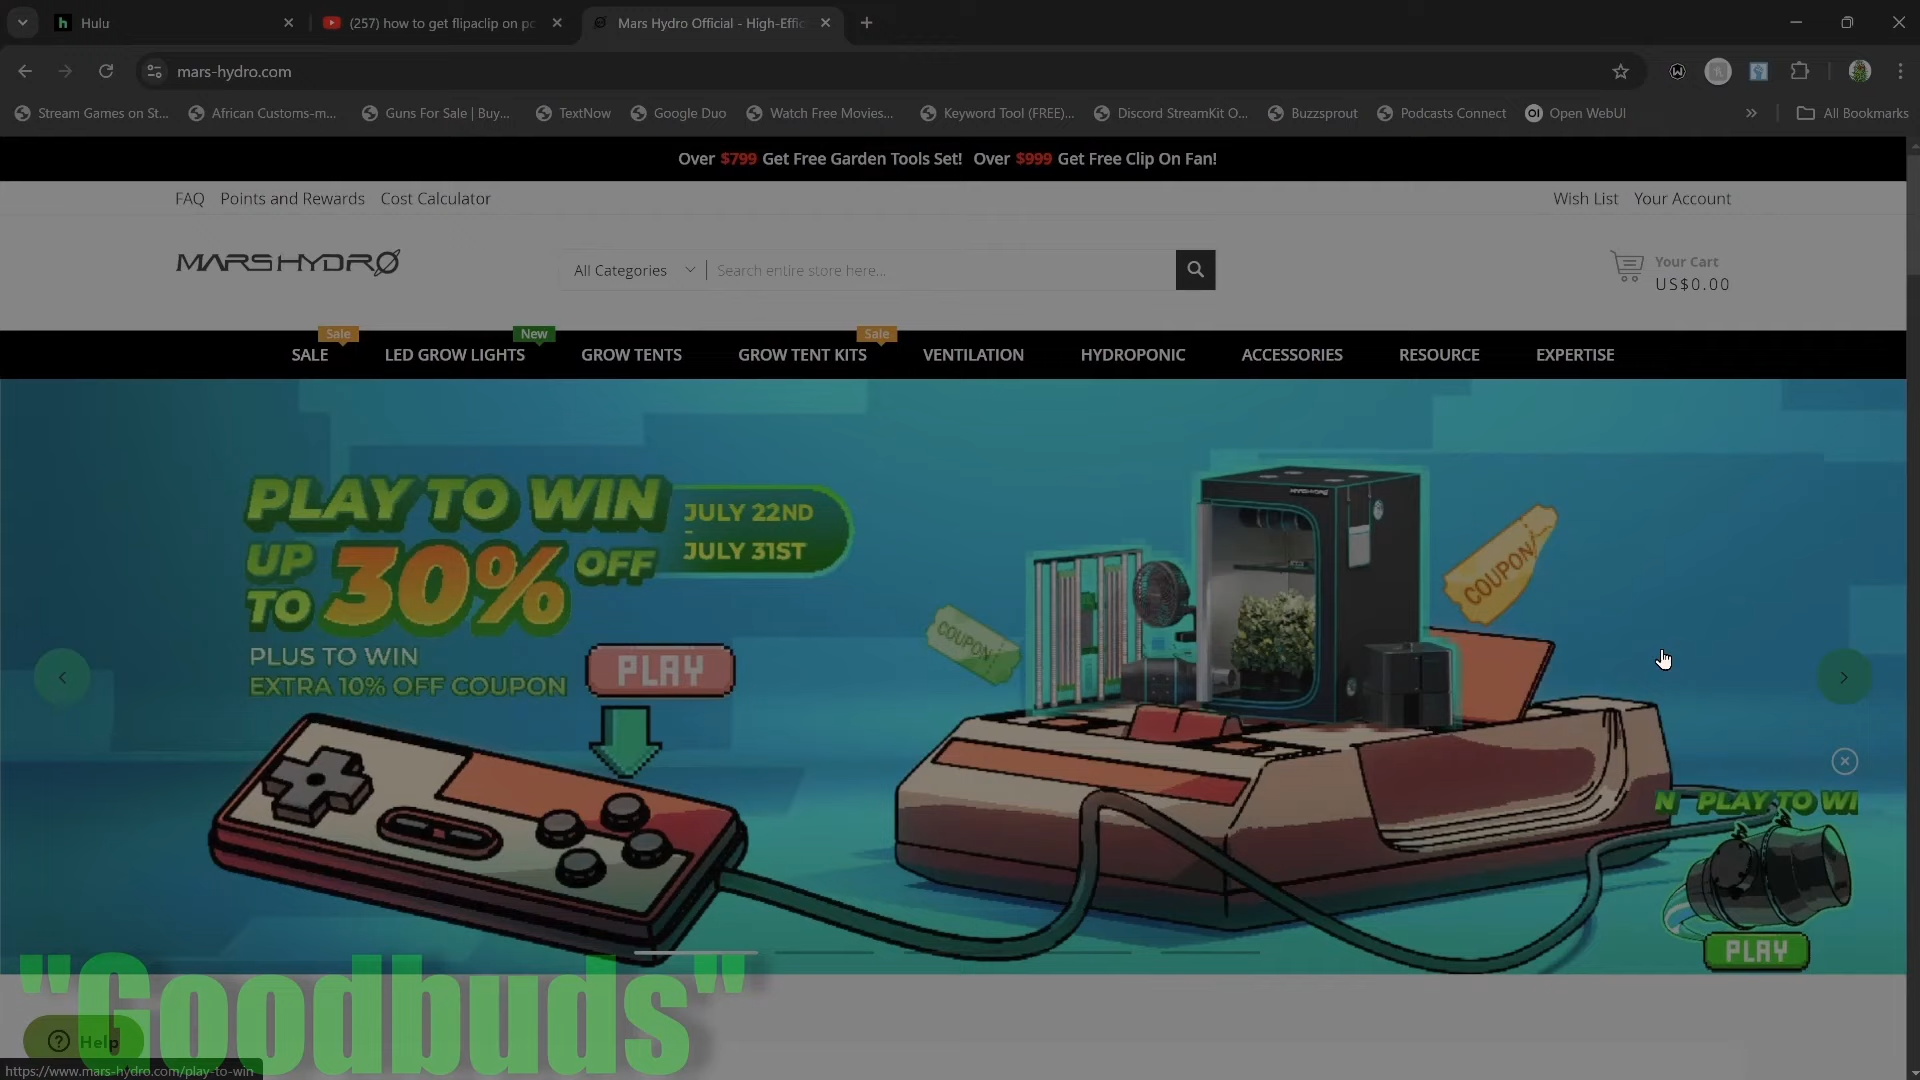 Hulu
(257) how to get flipaclip on pc
Mars Hydro Official - High-Effic
mars-hydro.com
Stream Games on St...
African Customs-m...
Guns For Sale | Buy...
TextNow
Google Duo
Watch Free Movies...
Keyword Tool (FREE)...
Discord StreamKit O...
Buzzsprout
Podcasts Connect
OI Open WebUI
All Bookmarks
Over $799 Get Free Garden Tools Set! Over $999 Get Free Clip On Fan!
FAQ Points and Rewards Cost Calculator
Wish List Your Account
MARS HYDRO
All Categories
Search entire store here...
Your Cart
US$0.00
Sale
New
Sale
SALE
LED GROW LIGHTS
GROW TENTS
GROW TENT KITS
VENTILATION
HYDROPONIC
ACCESSORIES
RESOURCE
EXPERTISE
PLAY TO WIN
UP TO 30% OFF
JULY 22ND
-
JULY 31ST
PLUS TO WIN
EXTRA 10% OFF COUPON
PLAY
COUPON
COUPON
MARS HYDRO
N PLAY TO WI
PLAY
"Goodbuds"
Help
https://www.mars-hydro.com/play-to-win